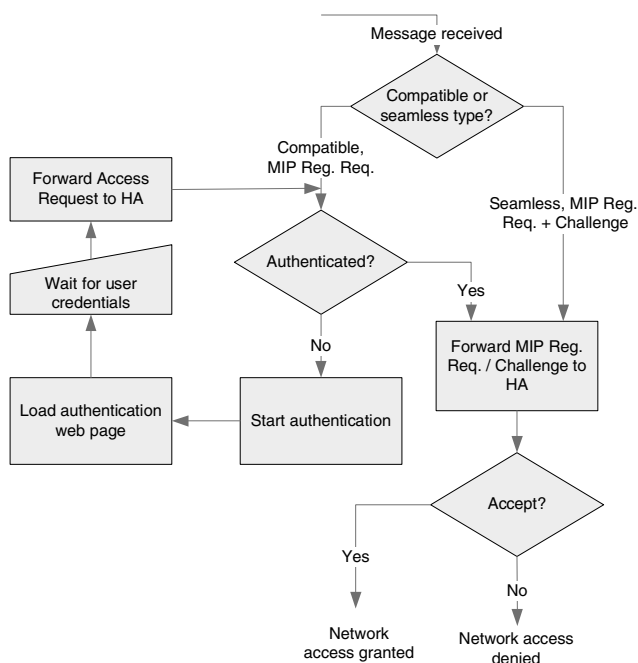 Message received
Compatible or
seamless type?
Compatible,
MIP Reg. Req.
Forward Access
Request to HA
Seamless, MIP Reg.
Req. + Challenge
Authenticated?
Wait for user
credentials
Yes
No
Forward MIP Reg.
Req. / Challenge to
HA
Load authentication
web page
Start authentication
Accept?
Yes
No
Network
access granted
Network access
denied